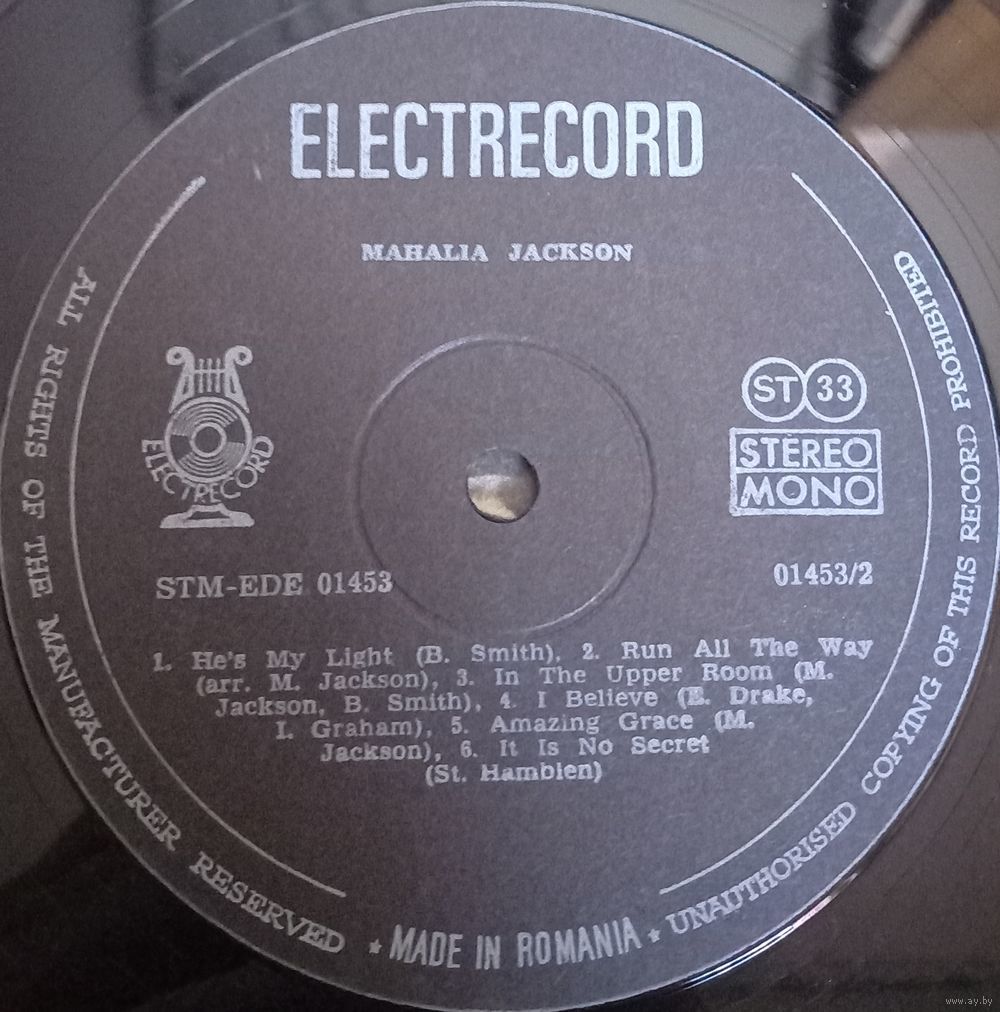 ELECTRECORD
MAHALIA JACKSON
ELECTRECORD
ST 33
STEREO
MONO
STM-EDE 01453
01453/2
1. He's My Light (B. Smith), 2. Run All The Way
(arr. M. Jackson), 3. In The Upper Room (M.
Jackson, B. Smith), 4. I Believe (E. Drake,
I. Graham), 5. Amazing Grace (M.
Jackson), 6. It Is No Secret
(St. Hamblen)
ALL RIGHTS OF THE MANUFACTURER RESERVED ★ MADE IN ROMANIA ★ UNAUTHORISED COPYING OF THIS RECORD PROHIBITED
www.ay.by